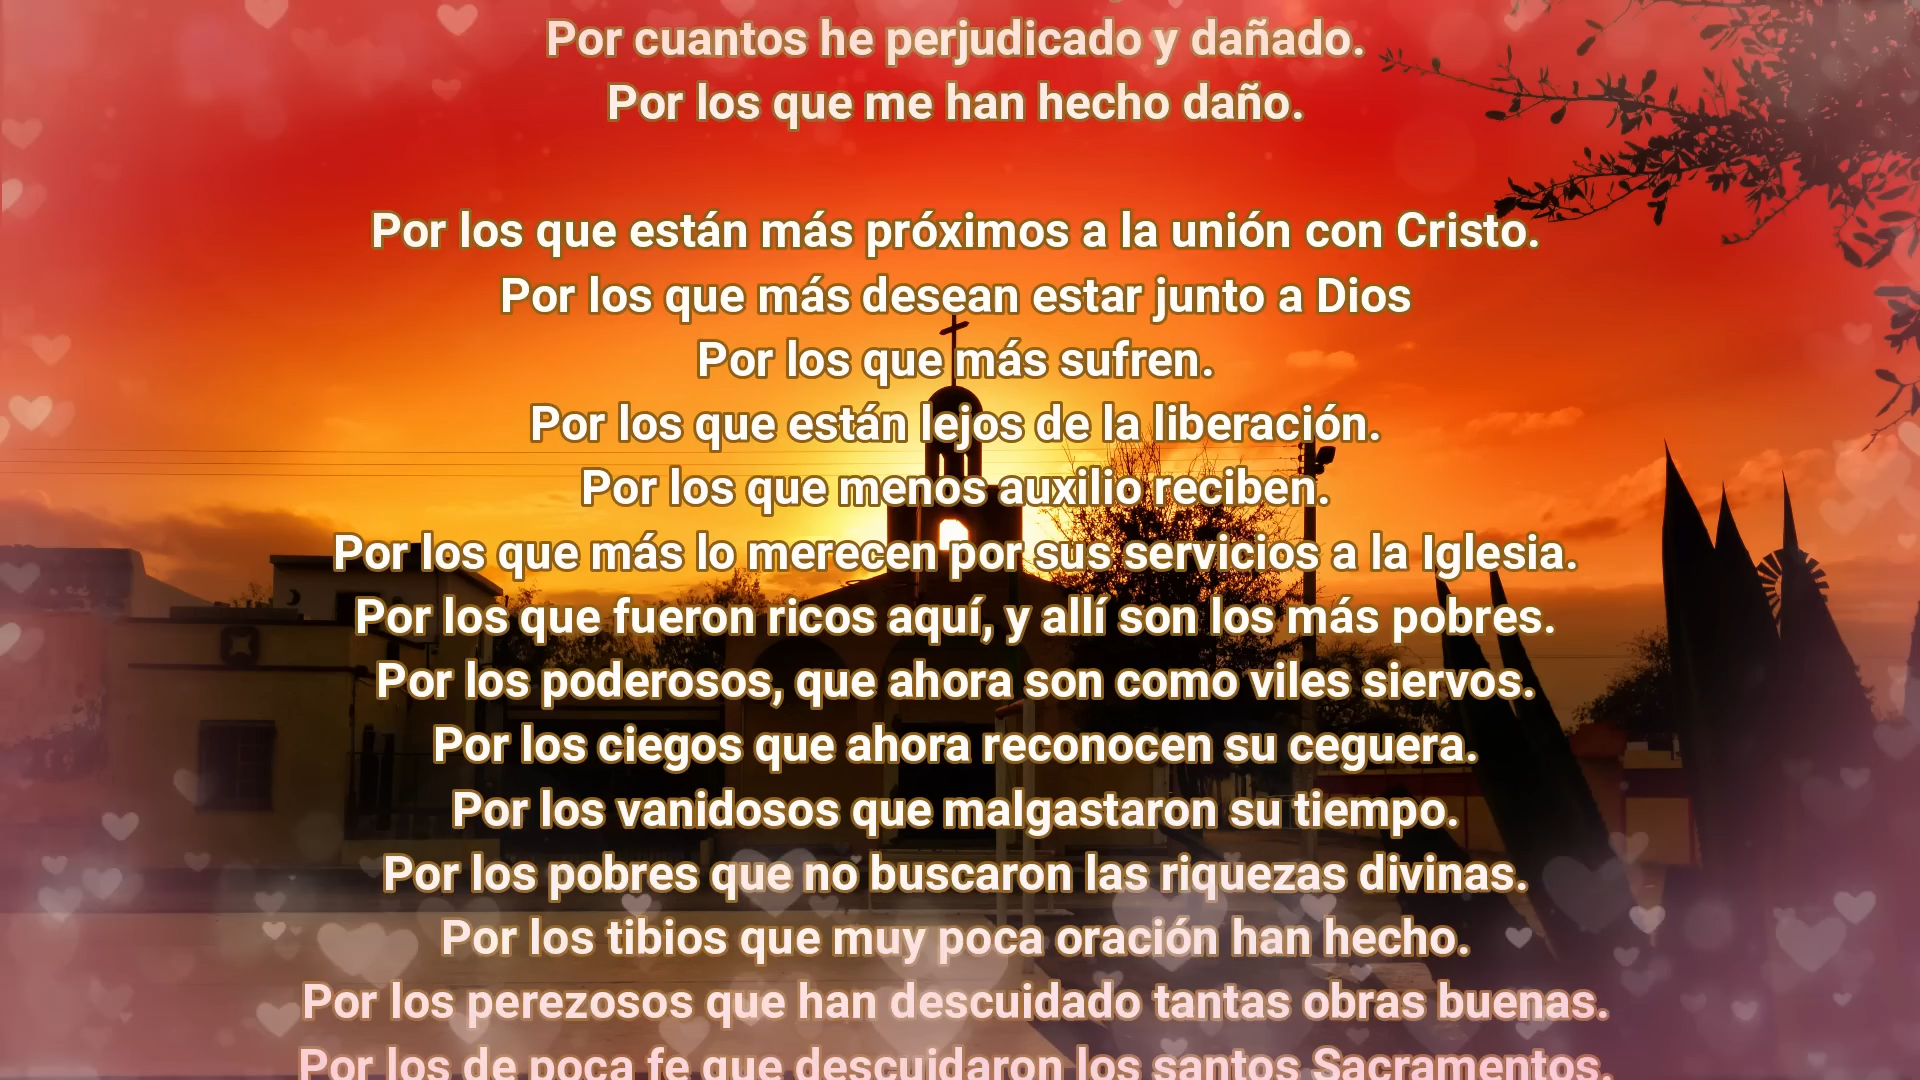 Por cuantos he perjudicado y dañado.
Por los que me han hecho daño.
Por los que están más próximos a la unión con Cristo.
Por los que más desean estar junto a Dios
Por los que más sufren.
Por los que están lejos de la liberación.
Por los que menos auxilio reciben.
Por los que más lo merecen por sus servicios a la Iglesia.
Por los que fueron ricos aquí, y allí son los más pobres.
Por los poderosos, que ahora son como viles siervos.
Por los ciegos que ahora reconocen su ceguera.
Por los vanidosos que malgastaron su tiempo.
Por los pobres que no buscaron las riquezas divinas.
Por los tibios que muy poca oración han hecho.
Por los perezosos que han descuidado tantas obras buenas.
Por los de poca fe que descuidaron los santos Sacramentos.